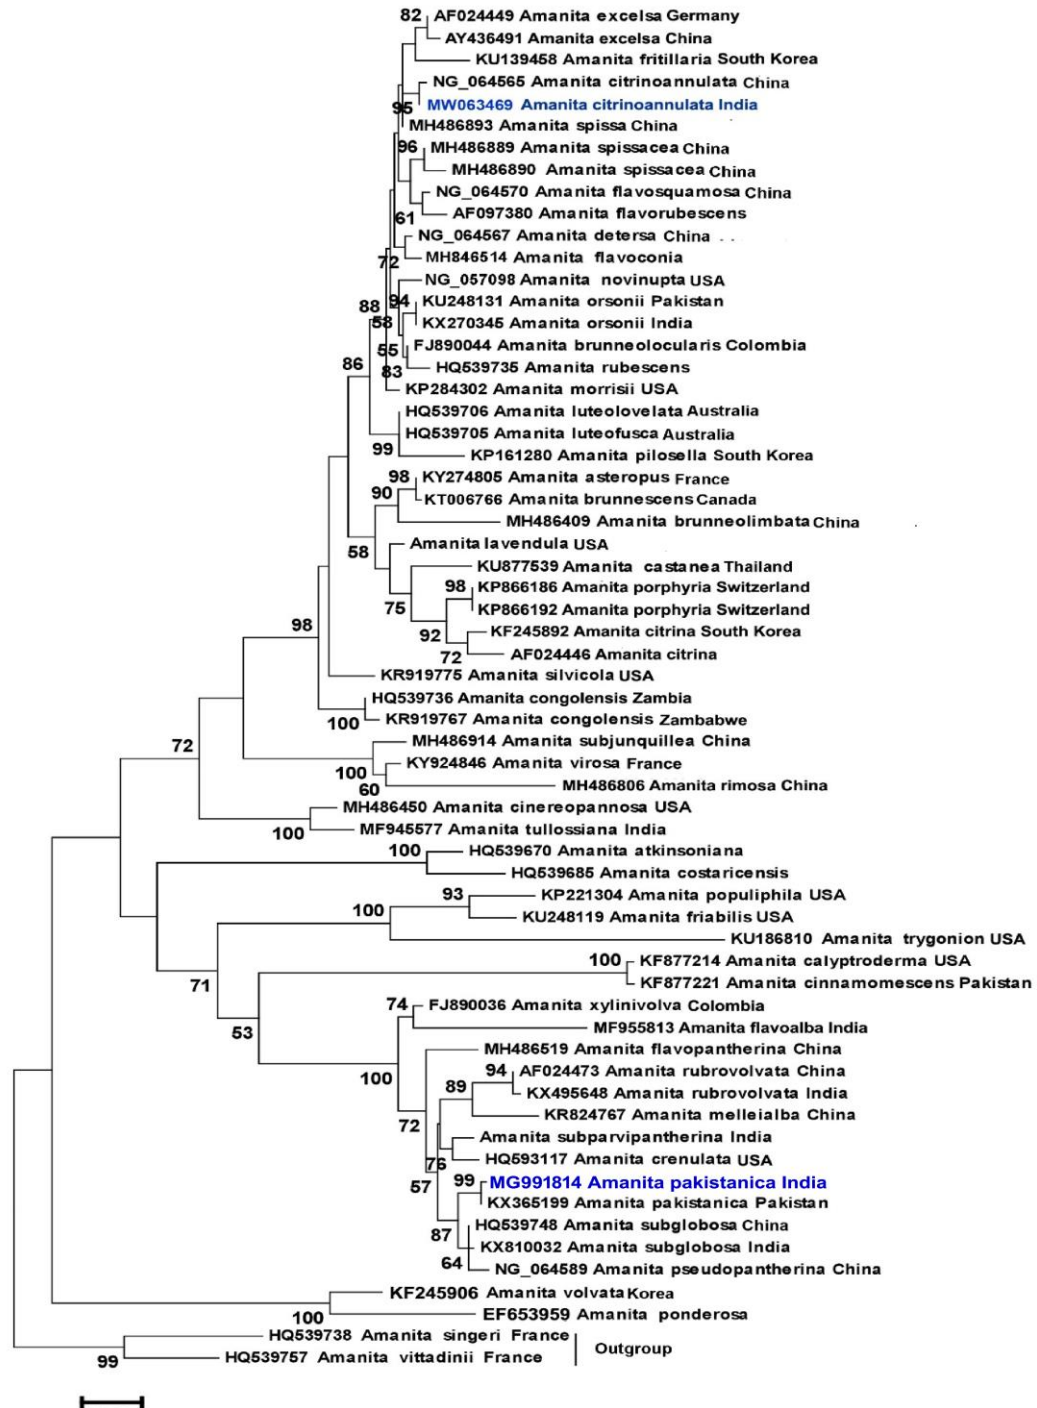 82 AF024449 Amanita excelsa Germany
AY436491 Amanita excelsa China
KU139458 Amanita fritillaria South Korea
NG_064565 Amanita citrinoannulata China
95 MW063469 Amanita citrinoannulata India
MH486893 Amanita spissa China
96 MH486889 Amanita spissacea China
MH486890 Amanita spissacea China
NG_064570 Amanita flavosquamosa China
61 AF097380 Amanita flavorubescens
NG_064567 Amanita detersa China
72 MH846514 Amanita flavoconia
NG_057098 Amanita novinupta USA
88 94 KU248131 Amanita orsonii Pakistan
58 KX270345 Amanita orsonii India
55 FJ890044 Amanita brunneolocularis Colombia
86 83 HQ539735 Amanita rubescens
KP284302 Amanita morrisii USA
HQ539706 Amanita luteolovelata Australia
HQ539705 Amanita luteofusca Australia
99 KP161280 Amanita pilosella South Korea
98 KY274805 Amanita asteropus France
90 KT006766 Amanita brunnescens Canada
MH486409 Amanita brunneolimbata China
58 Amanita lavendula USA
KU877539 Amanita castanea Thailand
98 KP866186 Amanita porphyria Switzerland
75 KP866192 Amanita porphyria Switzerland
98 92 KF245892 Amanita citrina South Korea
72 AF024446 Amanita citrina
KR919775 Amanita silvicola USA
HQ539736 Amanita congolensis Zambia
100 KR919767 Amanita congolensis Zambabwe
72 MH486914 Amanita subjunquillea China
100 KY924846 Amanita virosa France
60 MH486806 Amanita rimosa China
MH486450 Amanita cinereopannosa USA
100 MF945577 Amanita tullossiana India
100 HQ539670 Amanita atkinsoniana
HQ539685 Amanita costaricensis
93 KP221304 Amanita populiphila USA
100 KU248119 Amanita friabilis USA
KU186810 Amanita trygonion USA
100 KF877214 Amanita calyptroderma USA
71 KF877221 Amanita cinnamomescens Pakistan
74 FJ890036 Amanita xylinivolva Colombia
53 MF955813 Amanita flavoalba India
MH486519 Amanita flavopantherina China
100 94 AF024473 Amanita rubrovolvata China
89 KX495648 Amanita rubrovolvata India
72 KR824767 Amanita melleialba China
Amanita subparvipantherina India
76 HQ593117 Amanita crenulata USA
57 99 MG991814 Amanita pakistanica India
KX365199 Amanita pakistanica Pakistan
HQ539748 Amanita subglobosa China
87 KX810032 Amanita subglobosa India
64 NG_064589 Amanita pseudopantherina China
KF245906 Amanita volvata Korea
100 EF653959 Amanita ponderosa
HQ539738 Amanita singeri France
Outgroup
99 HQ539757 Amanita vittadinii France